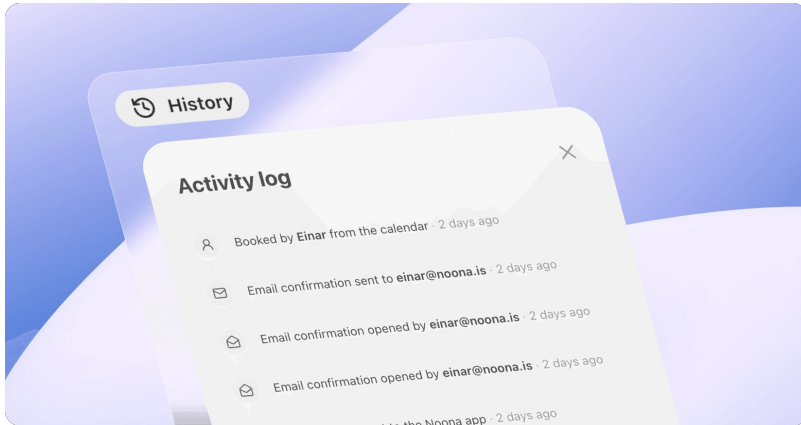 History
Activity log
Booked by Einar from the calendar · 2 days ago
Email confirmation sent to einar@noona.is · 2 days ago
Email confirmation opened by einar@noona.is · 2 days ago
Email confirmation opened by einar@noona.is · 2 days ago
the Noona app · 2 days ago